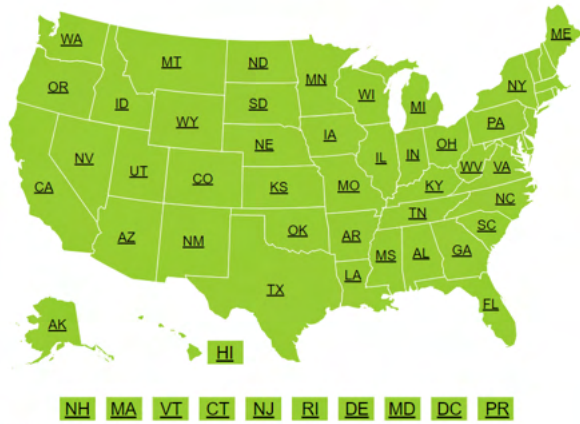 WA
ME
MT
ND
MN
OR
NY
ID
SD
WI
MI
WY
PA
IA
NE
OH
IL
IN
NV
UT
WV
VA
CO
CA
KS
MO
KY
NC
TN
AZ
NM
OK
AR
SC
MS
AL
GA
LA
TX
FL
AK
HI
NH MA VT CT NJ RI DE MD DC PR